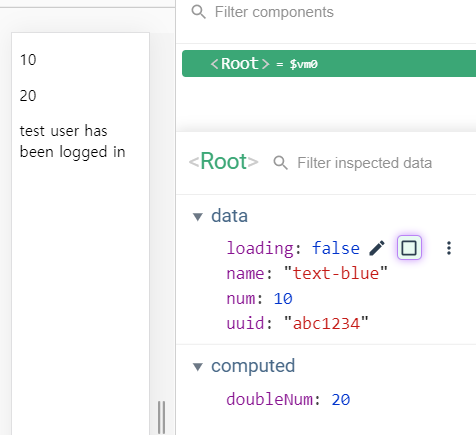 10
20
test user has
been logged in
Filter components
<Root> = $vm0
<Root> Filter inspected data
data
loading: false
name: "text-blue"
num: 10
uuid: "abc1234"
computed
doubleNum: 20